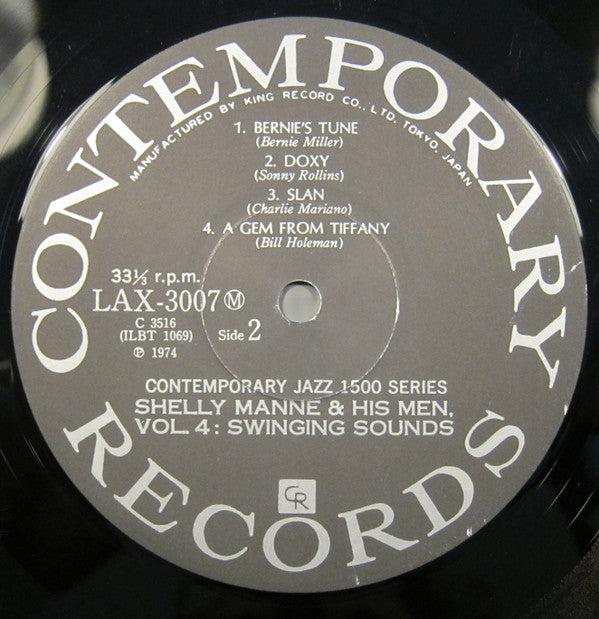 CONTEMPORARY
MANUFACTURED BY KING RECORD CO., LTD. TOKYO, JAPAN
1. BERNIE'S TUNE
(Bernie Miller)
2. DOXY
(Sonny Rollins)
3. SLAN
(Charlie Mariano)
4. A GEM FROM TIFFANY
(Bill Holeman)
33⅓ r.p.m.
LAX-3007 Ⓜ
C 3516
(ILBT 1069)
Side 2
℗ 1974
CONTEMPORARY JAZZ 1500 SERIES
SHELLY MANNE & HIS MEN,
VOL. 4: SWINGING SOUNDS
CR
RECORDS